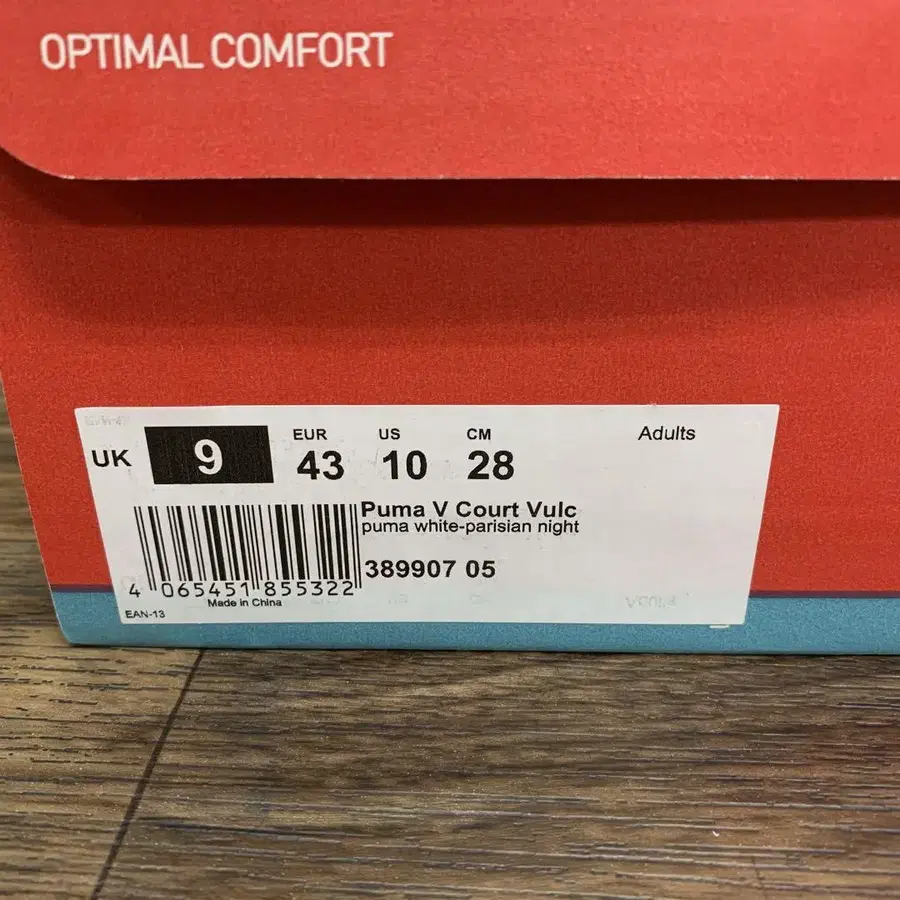 OPTIMAL COMFORT
EUR US CM Adults
UK 9 43 10 28
Puma V Court Vulc
puma white-parisian night
389907 05
4 065451 855322
Made in China
EAN-13